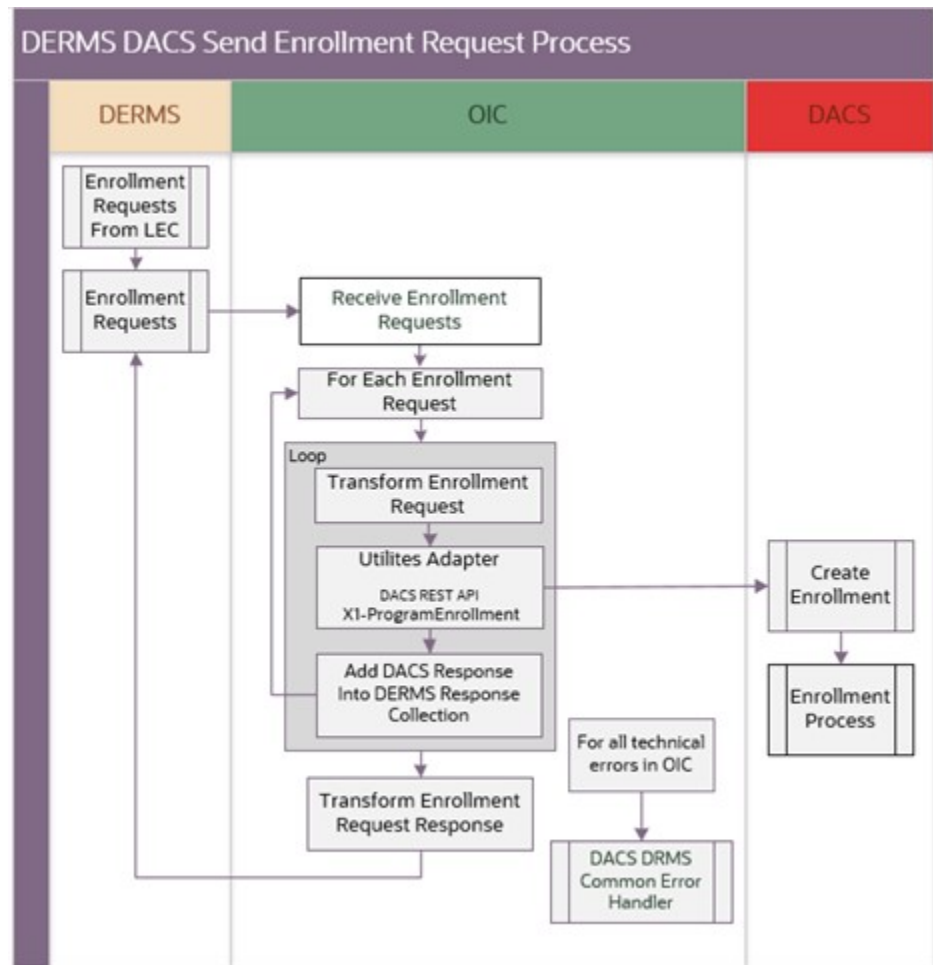 DERMS DACS Send Enrollment Request Process
DERMS
OIC
DACS
Enrollment
Requests
From LEC
Enrollment
Requests
Receive Enrollment
Requests
For Each Enrollment
Request
Loop
Transform Enrollment
Request
Utilites Adapter
DACS REST API
X1-ProgramEnrollment
Add DACS Response
Into DERMS Response
Collection
Create
Enrollment
Enrollment
Process
For all technical
errors in OIC
Transform Enrollment
Request Response
DACS DRMS
Common Error
Handler